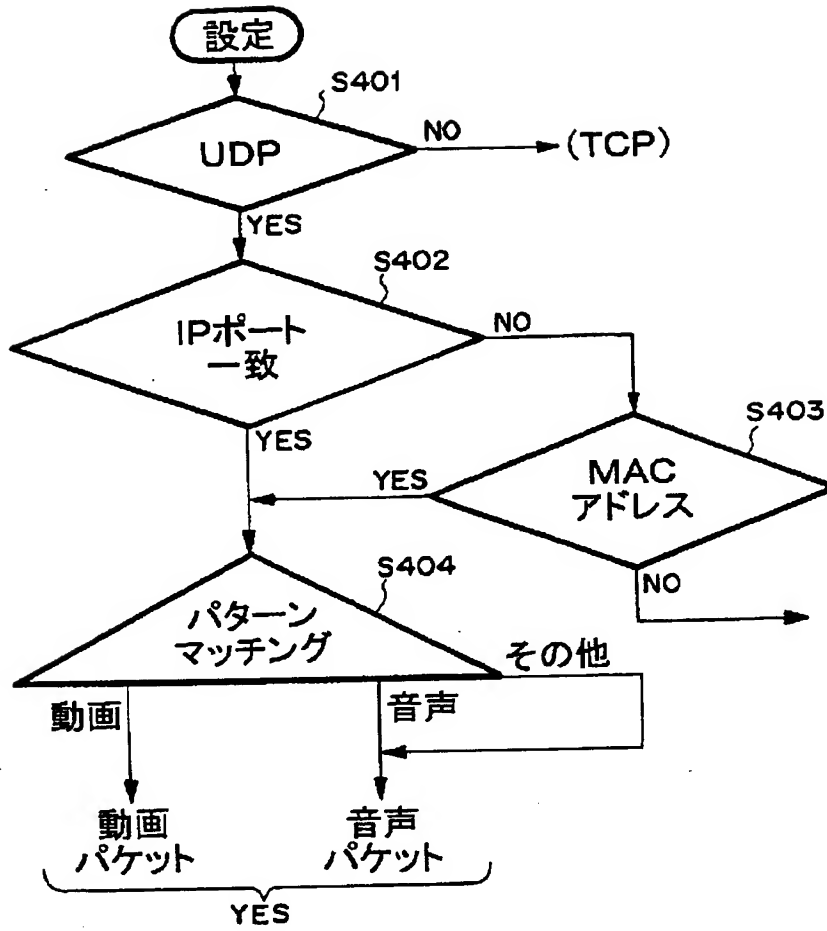 設定
S401
UDP
NO
(TCP)
YES
S402
IPポート
一致
NO
YES
S403
MAC
アドレス
YES
NO
S404
パターン
マッチング
その他
動画
音声
動画
パケット
音声
パケット
YES